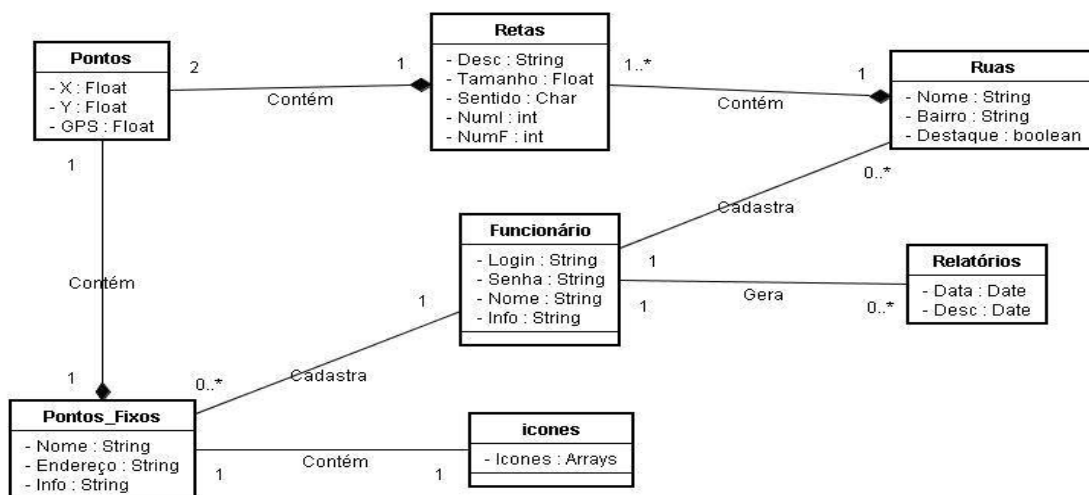 Pontos
- X : Float
- Y : Float
- GPS : Float
2
1
Contém
Retas
- Desc : String
- Tamanho : Float
- Sentido : Char
- NumI : int
- NumF : int
1..*
1
Contém
Ruas
- Nome : String
- Bairro : String
- Destaque : boolean
1
Contém
1
0..*
Cadastra
1
Funcionário
- Login : String
- Senha : String
- Nome : String
- Info : String
1
Gera
0..*
Relatórios
- Data : Date
- Desc : Date
1
Cadastra
0..*
Pontos_Fixos
- Nome : String
- Endereço : String
- Info : String
1
Contém
1
icones
- Icones : Arrays